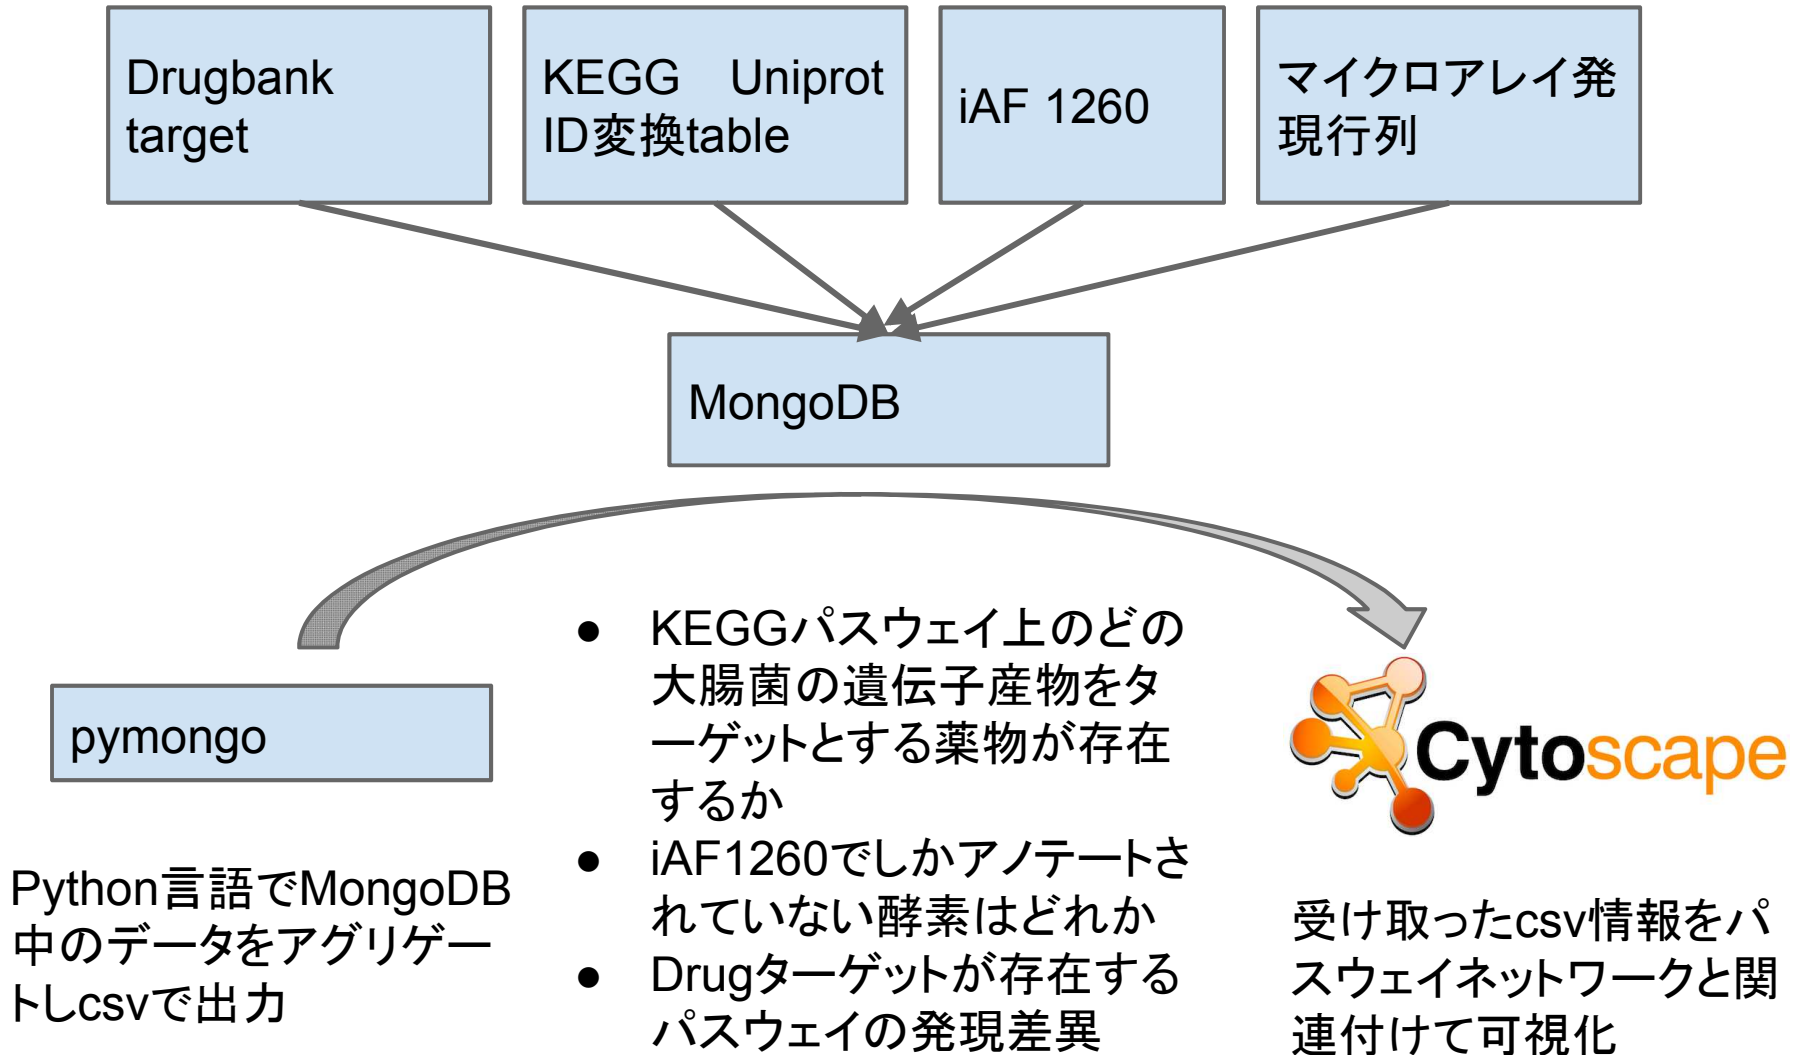 Drugbank
target
KEGG Uniprot
ID変換table
iAF 1260
マイクロアレイ発
現行列
MongoDB
pymongo
Python言語でMongoDB
中のデータをアグリゲー
トしcsvで出力
● KEGGパスウェイ上のどの
大腸菌の遺伝子産物をタ
ーゲットとする薬物が存在
するか
● iAF1260でしかアノテートさ
れていない酵素はどれか
● Drugターゲットが存在する
パスウェイの発現差異
Cytoscape
受け取ったcsv情報をパ
スウェイネットワークと関
連付けて可視化